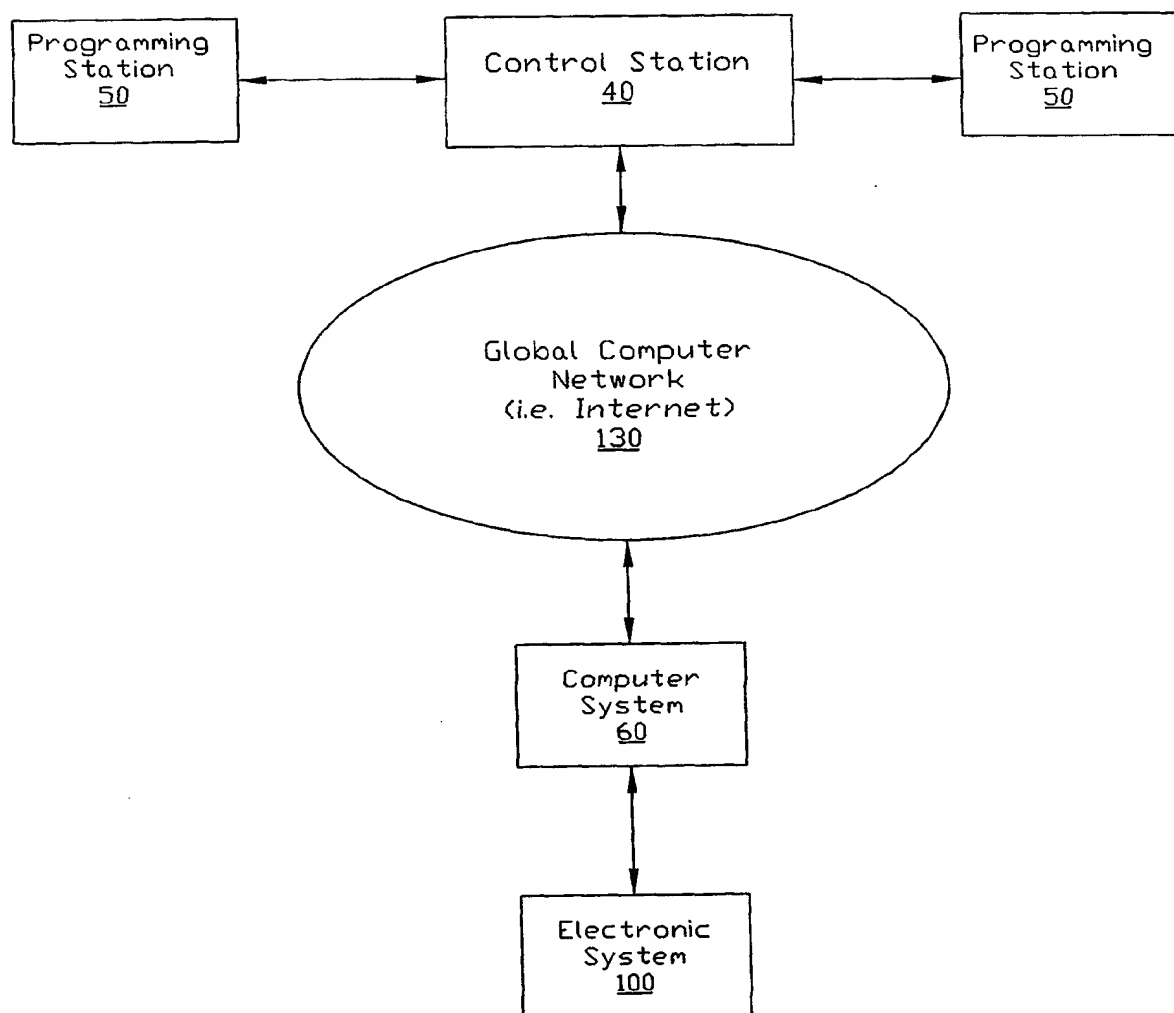 Programming
Station
50
Control Station
40
Programming
Station
50
Global Computer
Network
(i.e. Internet)
130
Computer
System
60
Electronic
System
100